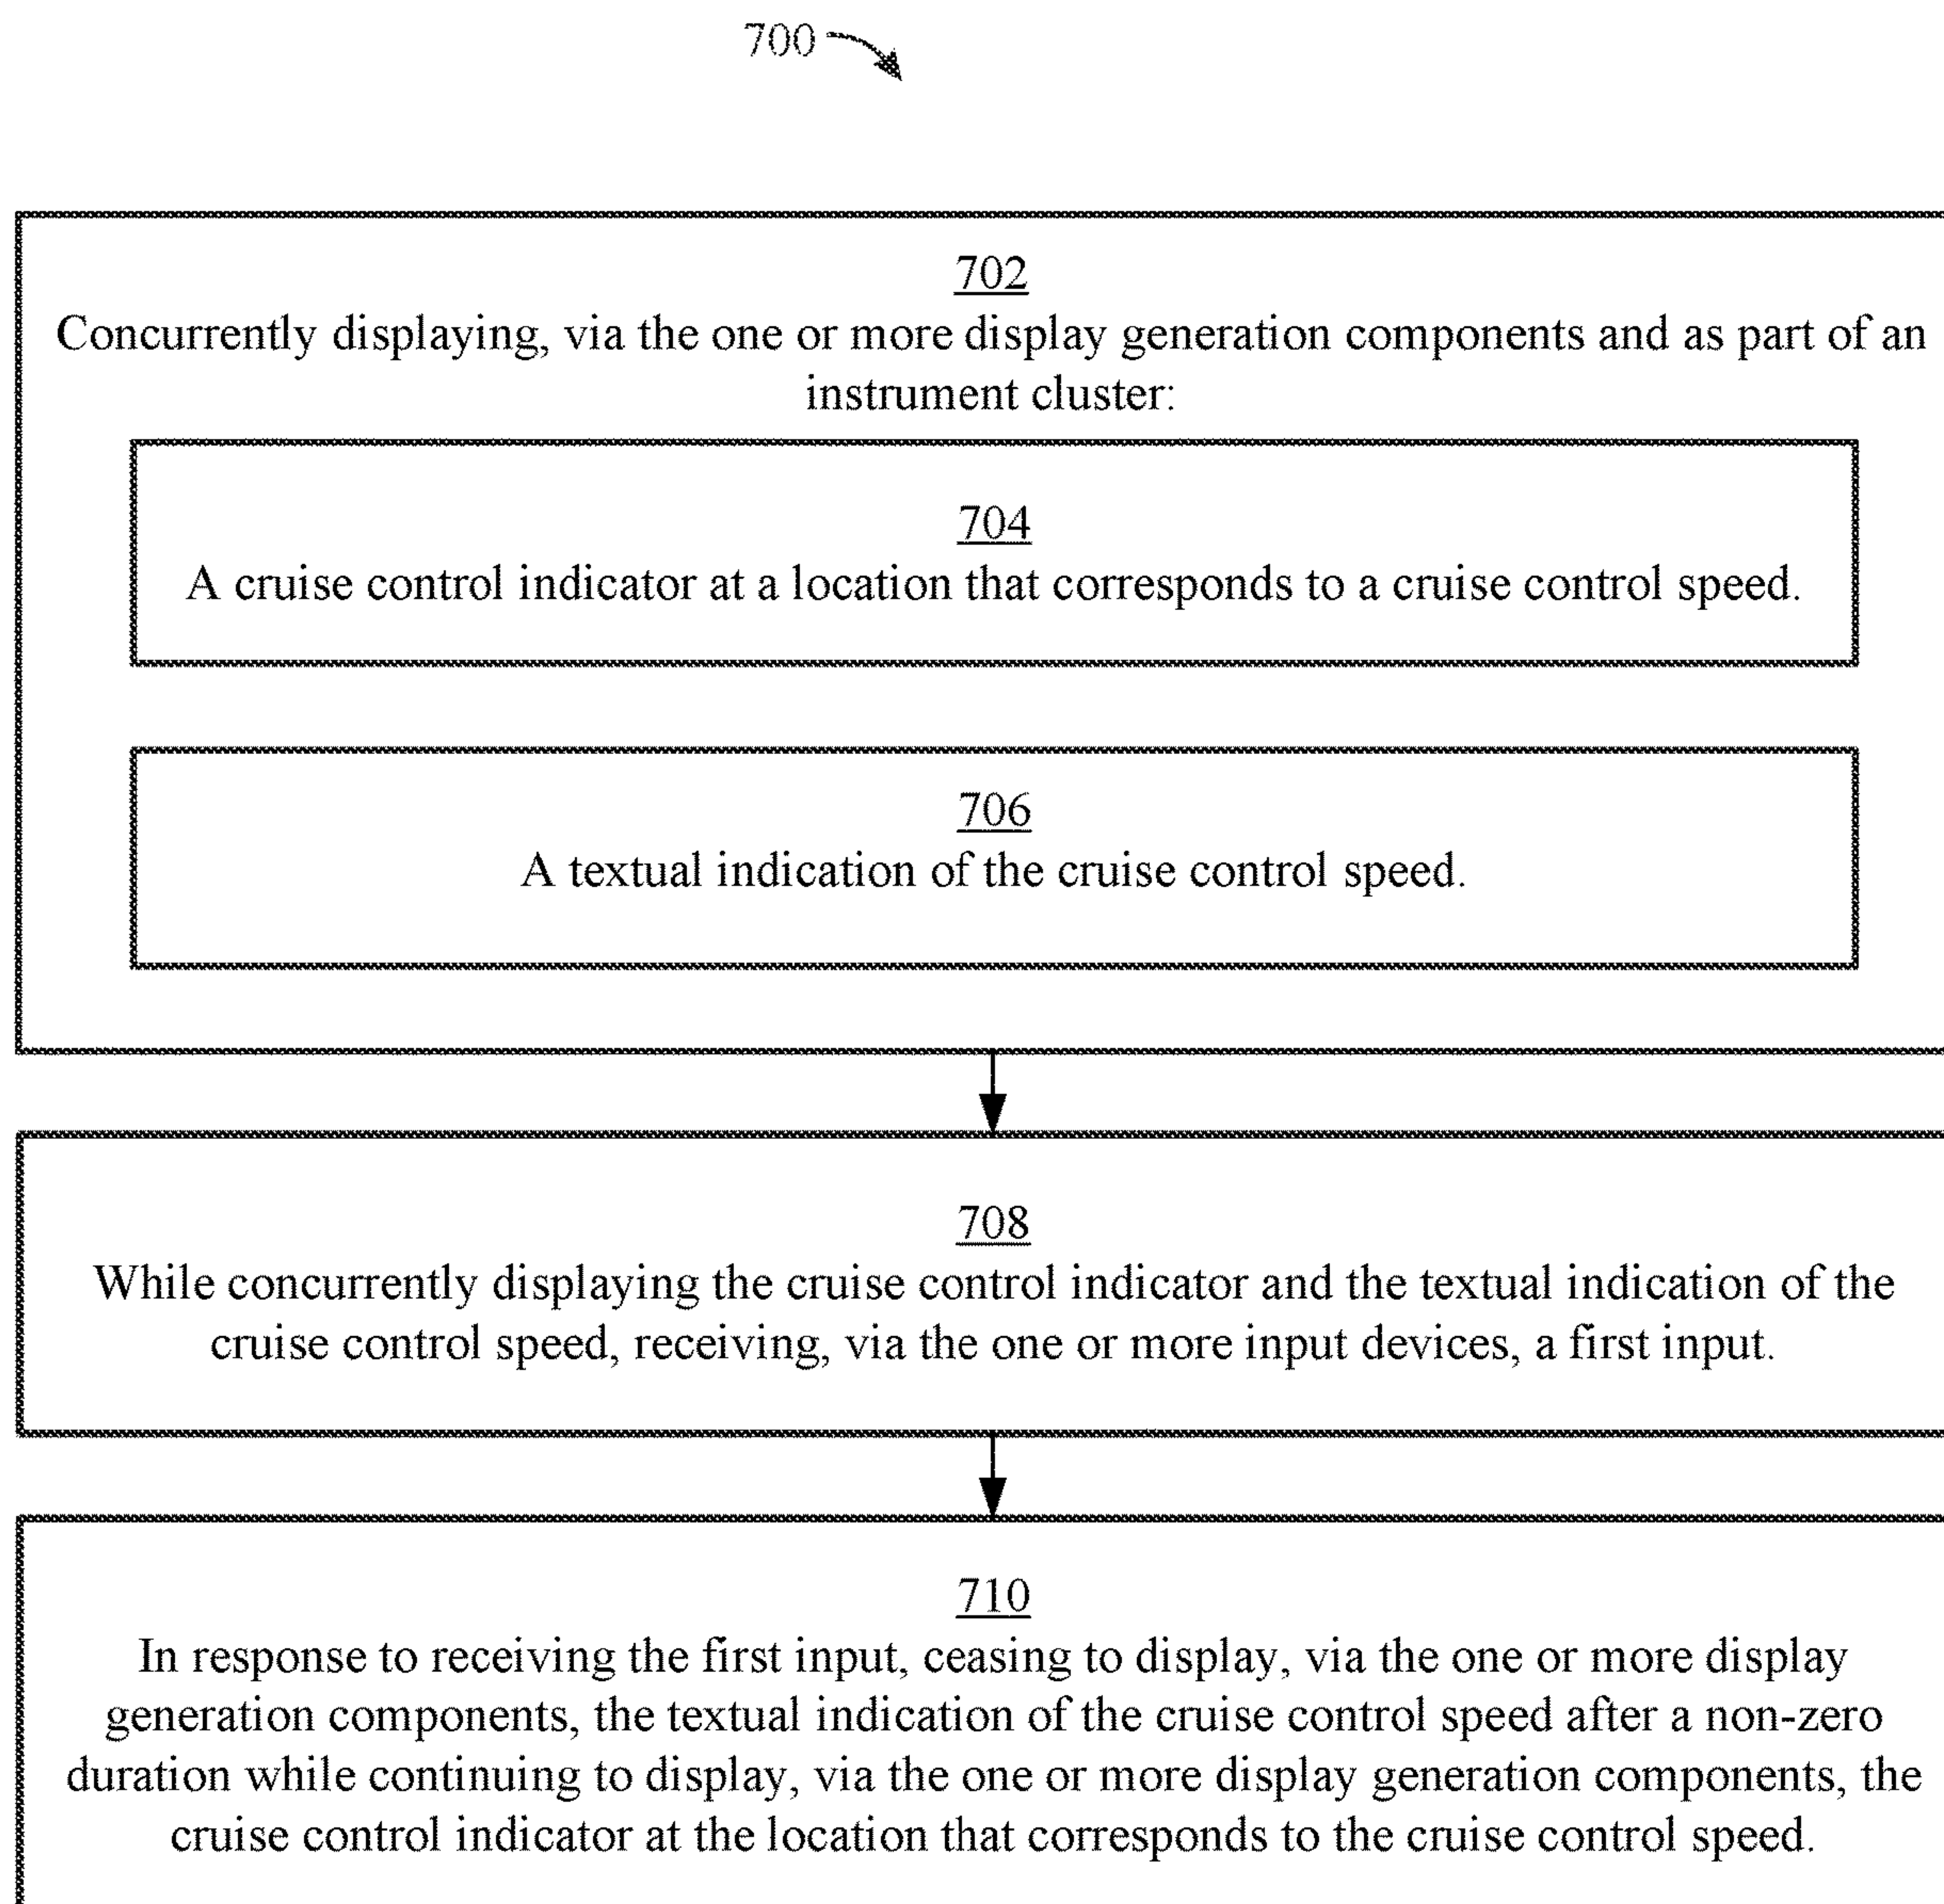 700
702
Concurrently displaying, via the one or more display generation components and as part of an
instrument cluster:
704
A cruise control indicator at a location that corresponds to a cruise control speed.
706
A textual indication of the cruise control speed.
708
While concurrently displaying the cruise control indicator and the textual indication of the
cruise control speed, receiving, via the one or more input devices, a first input.
710
In response to receiving the first input, ceasing to display, via the one or more display
generation components, the textual indication of the cruise control speed after a non-zero
duration while continuing to display, via the one or more display generation components, the
cruise control indicator at the location that corresponds to the cruise control speed.